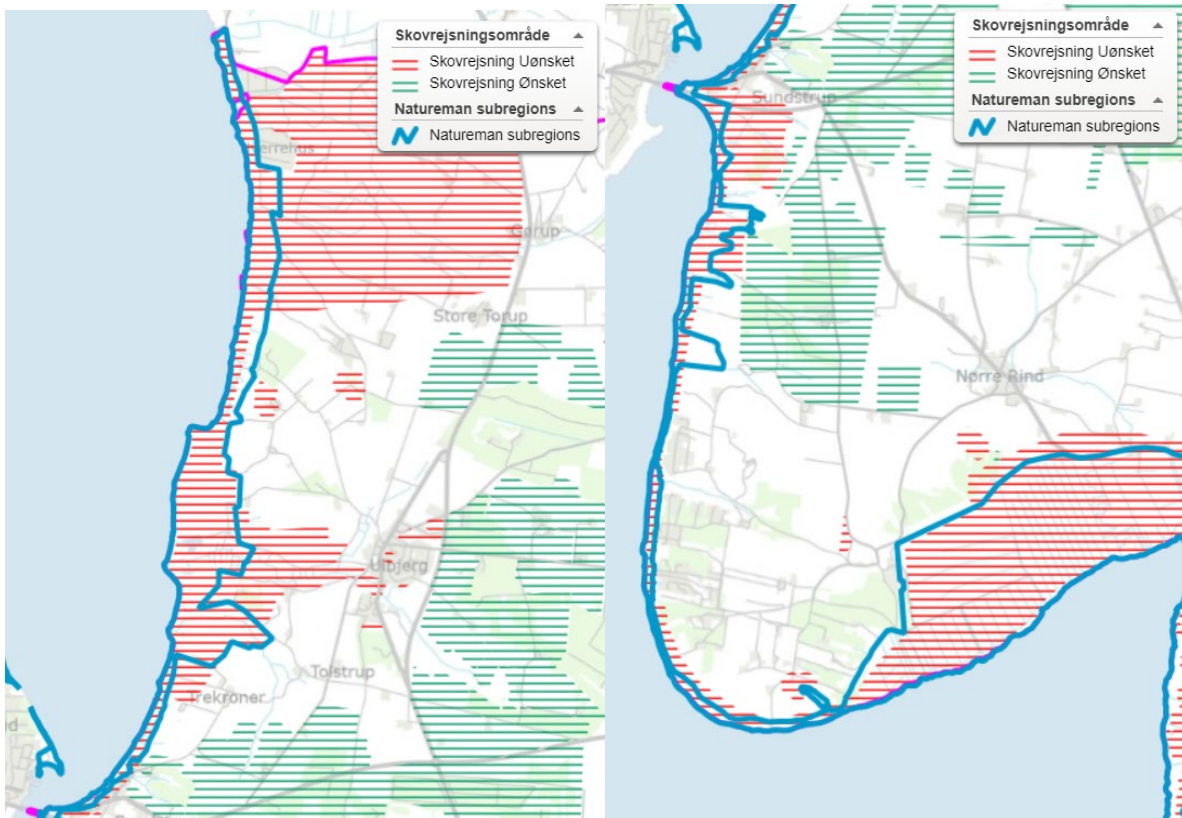 Skovrejsningsområde
Skovrejsning Uønsket
Skovrejsning Ønsket
Natureman subregions
Natureman subregions
Gørup
Store Torup
Ulbjerg
Tolstrup
Trekroner
Skovrejsningsområde
Skovrejsning Uønsket
Skovrejsning Ønsket
Natureman subregions
Natureman subregions
Sundstrup
Nørre Rind